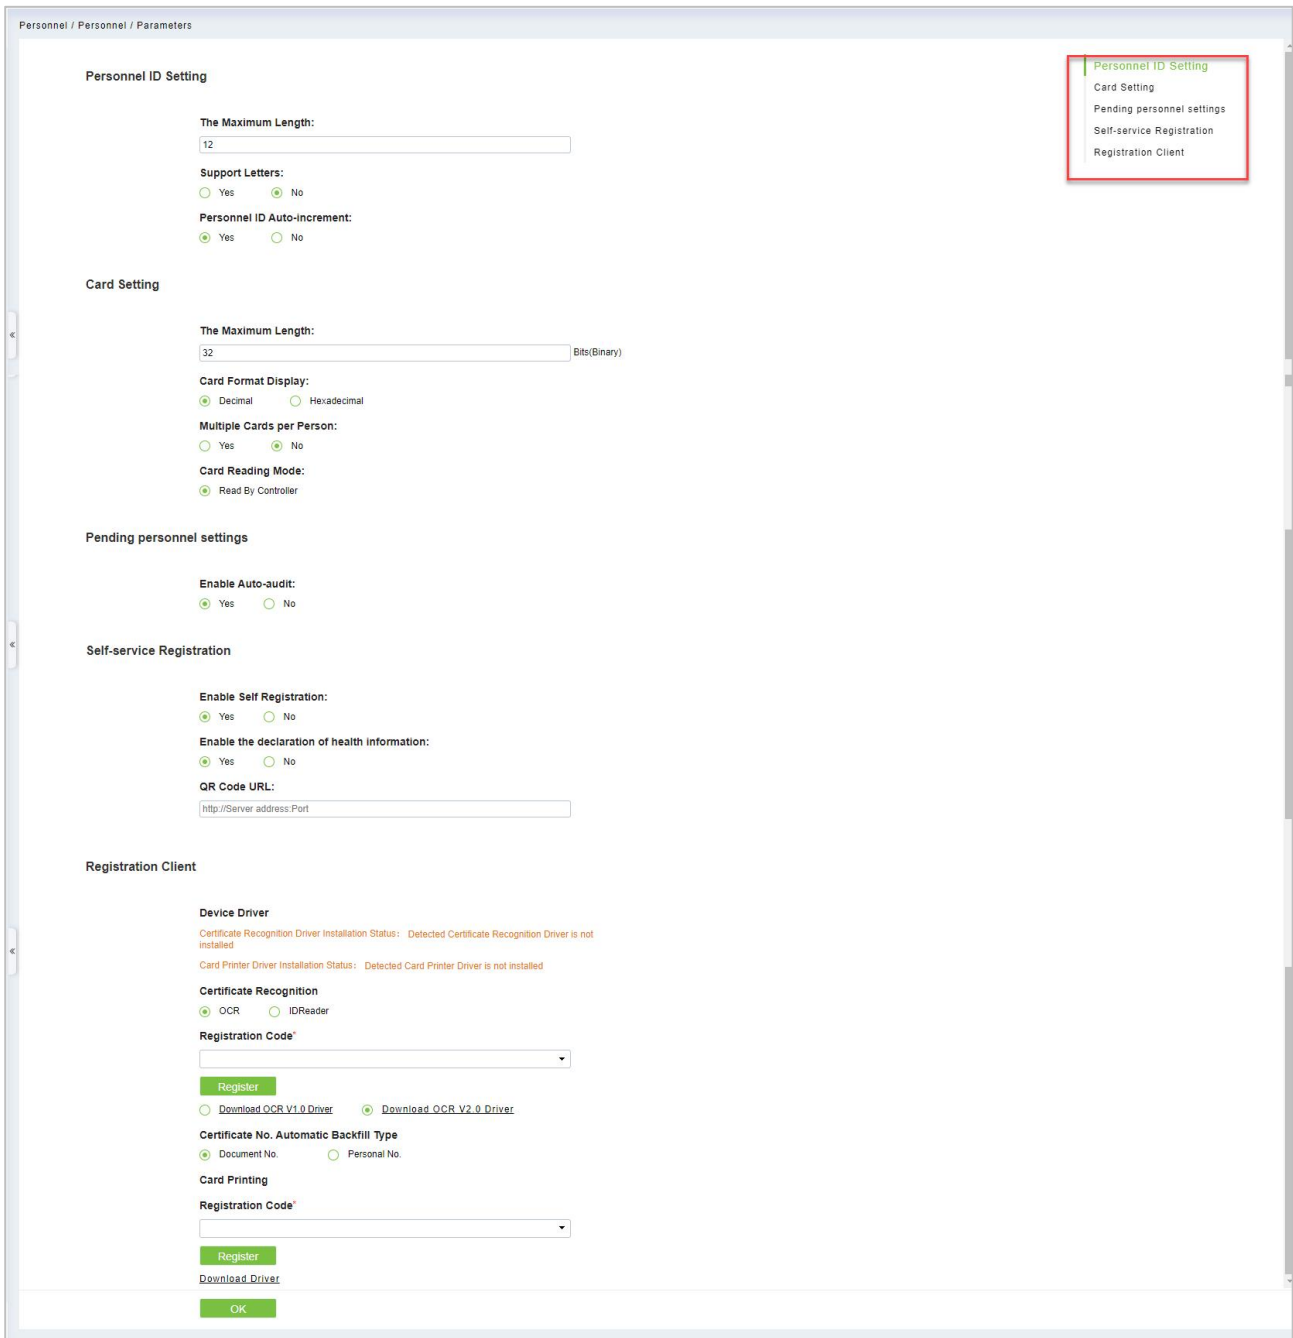 Personnel / Personnel / Parameters
Personnel ID Setting
Card Setting
Pending personnel settings
Self-service Registration
Registration Client
Personnel ID Setting
The Maximum Length:
12
Support Letters:
Yes No
Personnel ID Auto-increment:
Yes No
Card Setting
The Maximum Length:
32 Bits(Binary)
Card Format Display:
Decimal Hexadecimal
Multiple Cards per Person:
Yes No
Card Reading Mode:
Read By Controller
Pending personnel settings
Enable Auto-audit:
Yes No
Self-service Registration
Enable Self Registration:
Yes No
Enable the declaration of health information:
Yes No
QR Code URL:
http://Server address:Port
Registration Client
Device Driver
Certificate Recognition Driver Installation Status: Detected Certificate Recognition Driver is not
installed
Card Printer Driver Installation Status: Detected Card Printer Driver is not installed
Certificate Recognition
OCR IDReader
Registration Code*
Register
Download OCR V1.0 Driver Download OCR V2.0 Driver
Certificate No. Automatic Backfill Type
Document No. Personal No.
Card Printing
Registration Code*
Register
Download Driver
OK